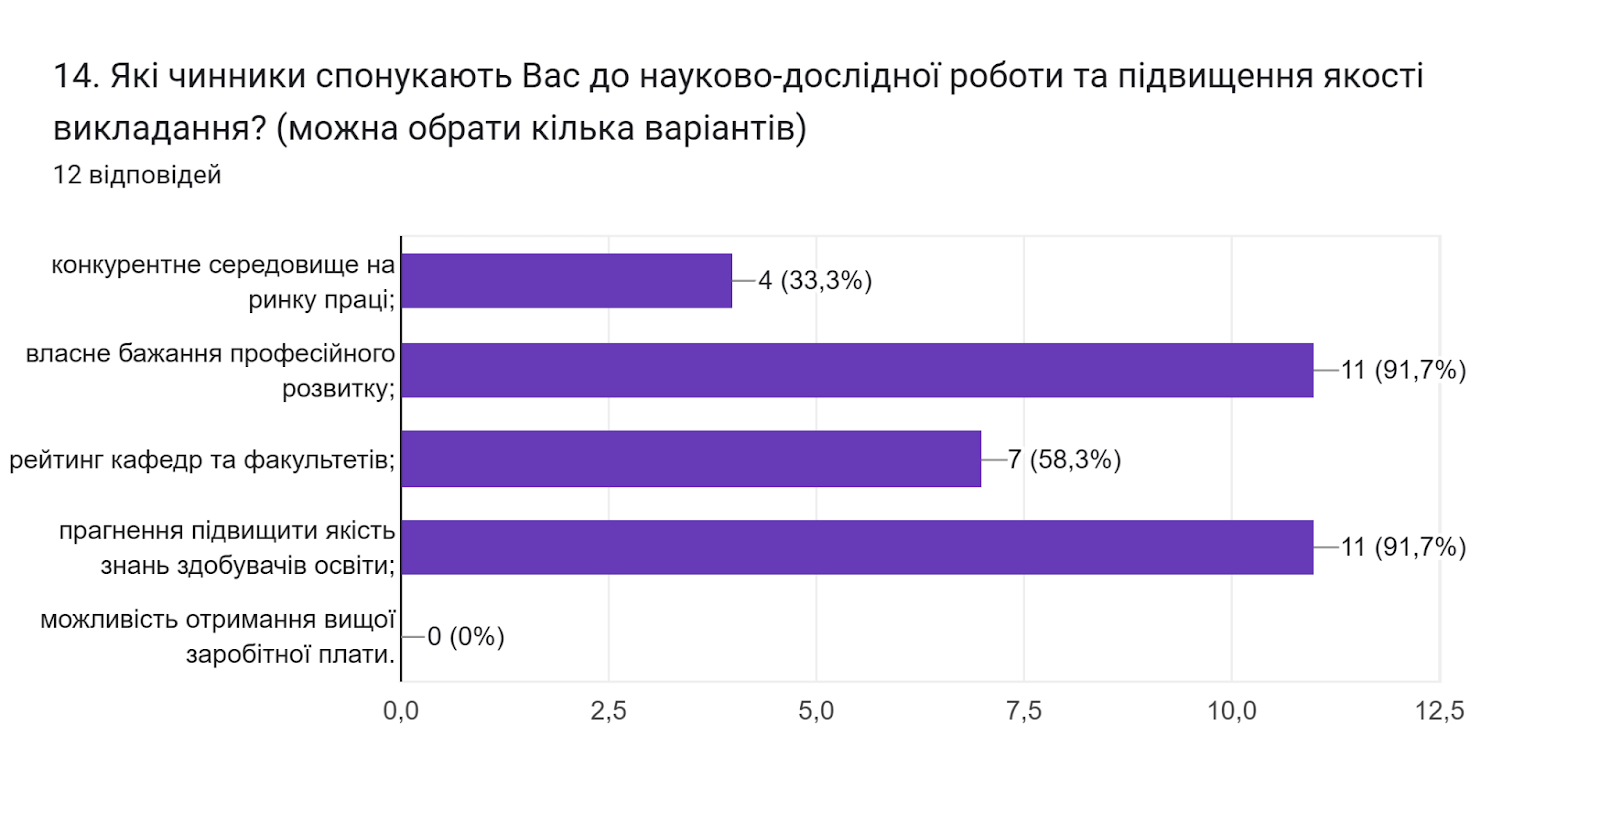 14. Які чинники спонукають Вас до науково-дослідної роботи та підвищення якості
викладання? (можна обрати кілька варіантів)
12 відповідей
конкурентне середовище на
ринку праці;
4 (33,3%)
власне бажання професійного
розвитку;
11 (91,7%)
рейтинг кафедр та факультетів;
7 (58,3%)
прагнення підвищити якість
знань здобувачів освіти;
11 (91,7%)
можливість отримання вищої
заробітної плати.
0 (0%)
0,0 2,5 5,0 7,5 10,0 12,5